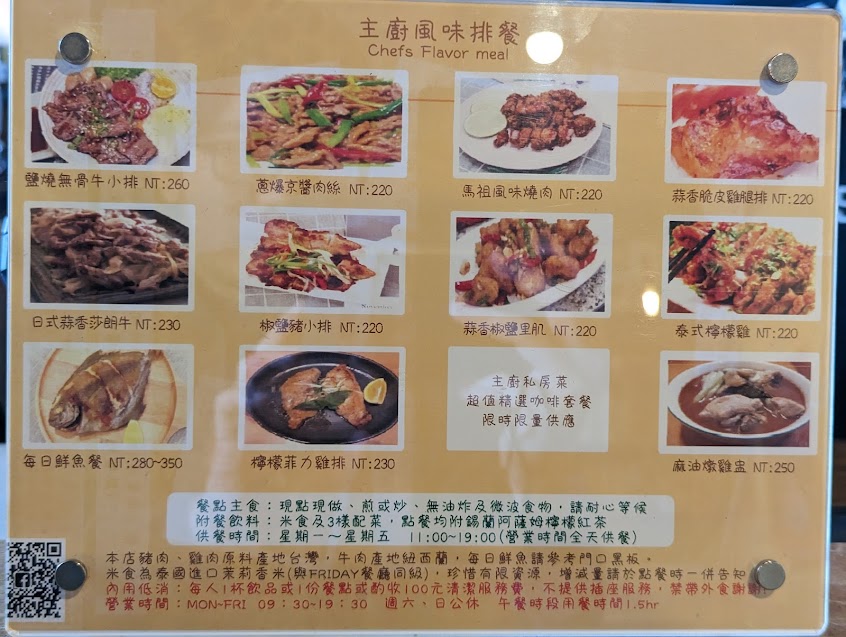 主廚風味排餐
Chefs Flavor meal
鹽燒無骨牛小排 NT:260
蔥爆京醬肉絲 NT:220
馬祖風味燒肉 NT:220
蒜香脆皮雞腿排 NT:220
日式蒜香莎朗牛 NT:230
椒鹽豬小排 NT:220
蒜香椒鹽里肌 NT:220
泰式檸檬雞 NT:220
每日鮮魚餐 NT:280~350
檸檬菲力雞排 NT:230
主廚私房菜
超值精選咖啡套餐
限時限量供應
麻油燉雞盅 NT:250
餐點主食：現點現做、煎或炒、無油炸及微波食物，請耐心等候
附餐飲料：米食及3樣配菜，點餐均附錫蘭阿薩姆檸檬紅茶
供餐時間：星期一～星期五 11:00~19:00(營業時間全天供餐)
本店豬肉、雞肉原料產地台灣，牛肉產地紐西蘭，每日鮮魚請參考門口黑板。
米食為泰國進口茉莉香米(與FRIDAY餐廳同級)，珍惜有限資源，增減量請於點餐時一併告知
內用低消：每人1杯飲品或1份餐點或酌收100元清潔服務費，不提供插座服務，禁帶外食謝謝!
營業時間：MON~FRI 09：30~19：30 週六、日公休 午餐時段用餐時間1.5hr